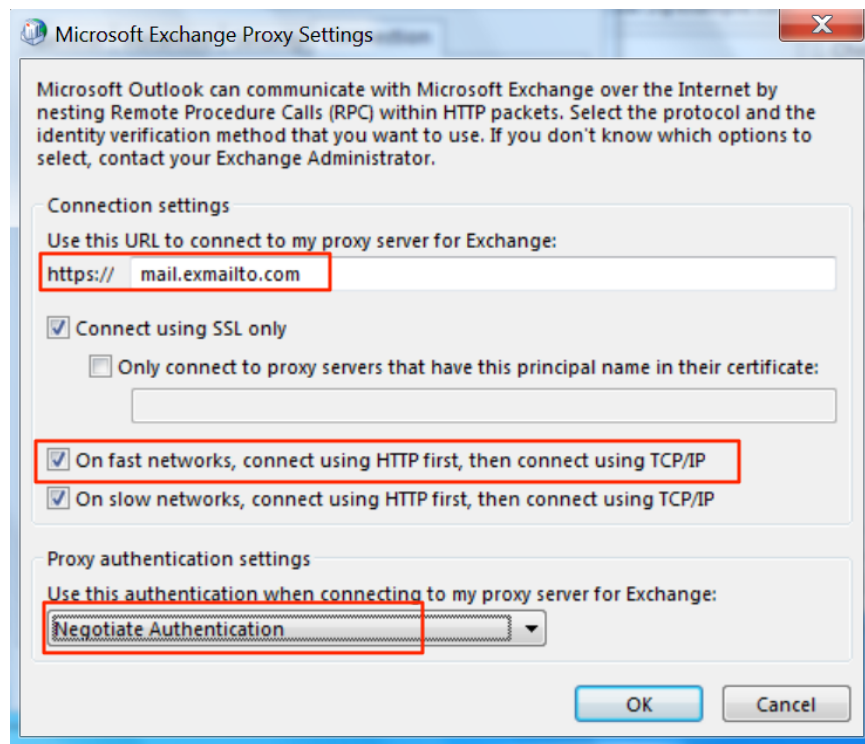 Microsoft Exchange Proxy Settings
Microsoft Outlook can communicate with Microsoft Exchange over the Internet by
nesting Remote Procedure Calls (RPC) within HTTP packets. Select the protocol and the
identity verification method that you want to use. If you don't know which options to
select, contact your Exchange Administrator.
Connection settings
Use this URL to connect to my proxy server for Exchange:
https:// mail.exmailto.com
Connect using SSL only
Only connect to proxy servers that have this principal name in their certificate:
On fast networks, connect using HTTP first, then connect using TCP/IP
On slow networks, connect using HTTP first, then connect using TCP/IP
Proxy authentication settings
Use this authentication when connecting to my proxy server for Exchange:
Negotiate Authentication
OK Cancel